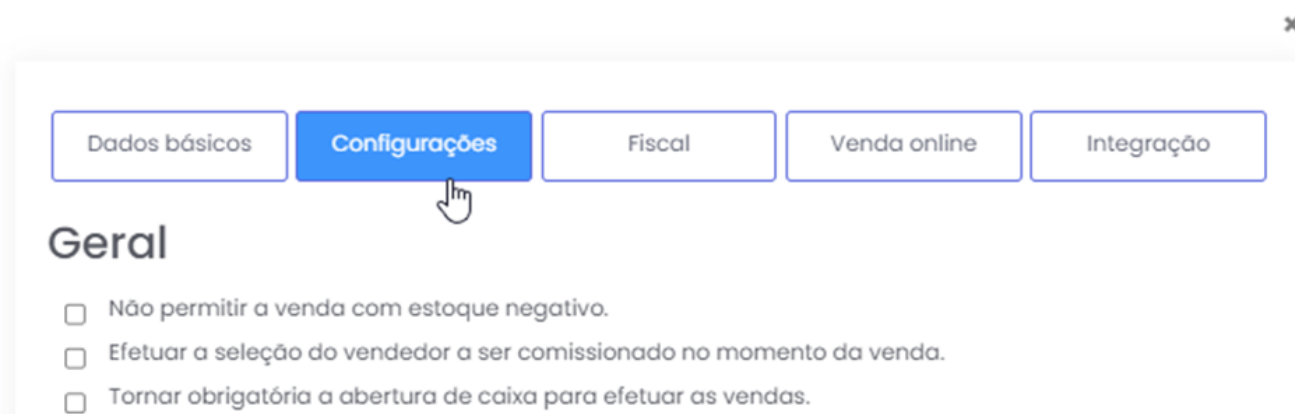 Dados básicos Configurações Fiscal Venda online Integração
Geral
Não permitir a venda com estoque negativo.
Efetuar a seleção do vendedor a ser comissionado no momento da venda.
Tornar obrigatória a abertura de caixa para efetuar as vendas.